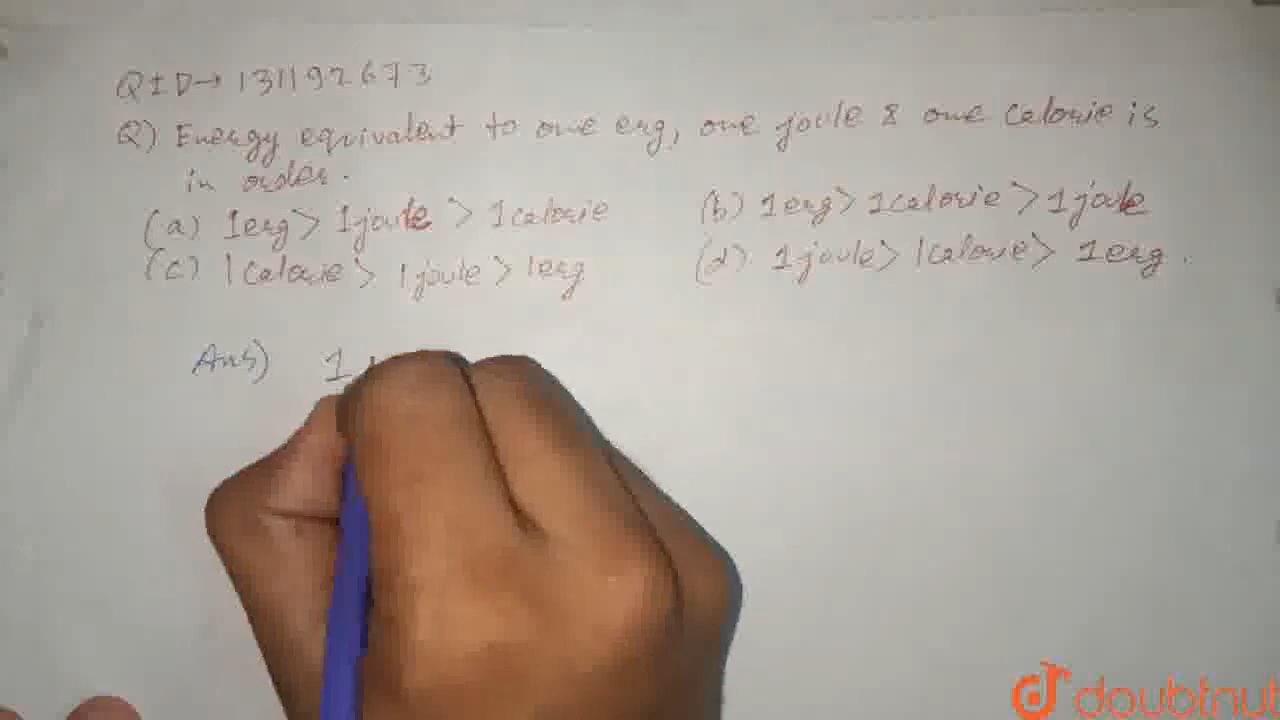 QID→ 131192673
Q) Energy equivalent to one erg, one joule & one calorie is
in order.
(a) 1erg > 1joule > 1calorie (b) 1erg > 1calorie > 1joule
(c) 1calorie > 1joule > 1erg (d) 1joule > 1calorie > 1erg.
Ans) 1
doubtnut